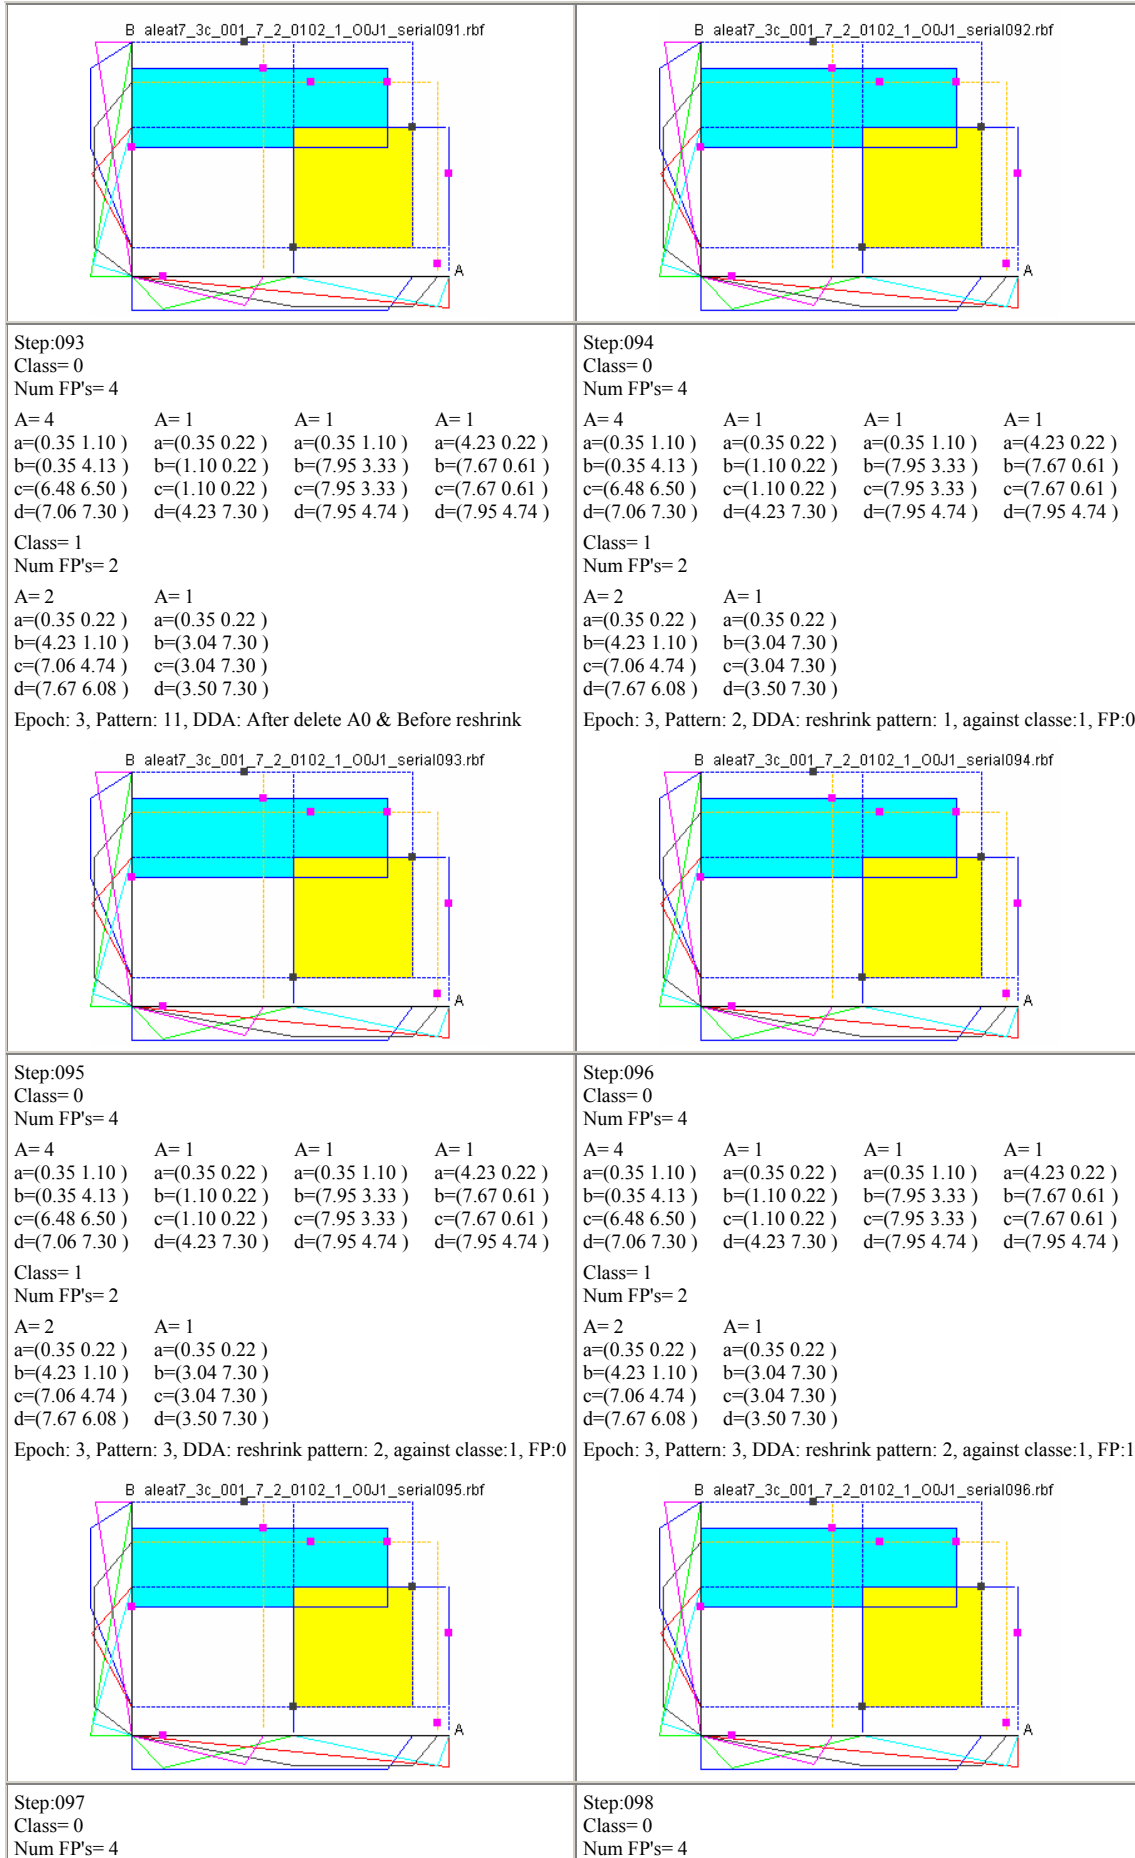 B aleat7_3c_001_7_2_0102_1_00J1_serial091.rbf
A
B aleat7_3c_001_7_2_0102_1_00J1_serial092.rbf
A
Step:093
Class= 0
Num FP's= 4
A= 4 A= 1 A= 1 A= 1
a=(0.35 1.10 ) a=(0.35 0.22 ) a=(0.35 1.10 ) a=(4.23 0.22 )
b=(0.35 4.13 ) b=(1.10 0.22 ) b=(7.95 3.33 ) b=(7.67 0.61 )
c=(6.48 6.50 ) c=(1.10 0.22 ) c=(7.95 3.33 ) c=(7.67 0.61 )
d=(7.06 7.30 ) d=(4.23 7.30 ) d=(7.95 4.74 ) d=(7.95 4.74 )
Class= 1
Num FP's= 2
A= 2 A= 1
a=(0.35 0.22 ) a=(0.35 0.22 )
b=(4.23 1.10 ) b=(3.04 7.30 )
c=(7.06 4.74 ) c=(3.04 7.30 )
d=(7.67 6.08 ) d=(3.50 7.30 )
Epoch: 3, Pattern: 11, DDA: After delete A0 & Before reshrink
B aleat7_3c_001_7_2_0102_1_00J1_serial093.rbf
A
Step:094
Class= 0
Num FP's= 4
A= 4 A= 1 A= 1 A= 1
a=(0.35 1.10 ) a=(0.35 0.22 ) a=(0.35 1.10 ) a=(4.23 0.22 )
b=(0.35 4.13 ) b=(1.10 0.22 ) b=(7.95 3.33 ) b=(7.67 0.61 )
c=(6.48 6.50 ) c=(1.10 0.22 ) c=(7.95 3.33 ) c=(7.67 0.61 )
d=(7.06 7.30 ) d=(4.23 7.30 ) d=(7.95 4.74 ) d=(7.95 4.74 )
Class= 1
Num FP's= 2
A= 2 A= 1
a=(0.35 0.22 ) a=(0.35 0.22 )
b=(4.23 1.10 ) b=(3.04 7.30 )
c=(7.06 4.74 ) c=(3.04 7.30 )
d=(7.67 6.08 ) d=(3.50 7.30 )
Epoch: 3, Pattern: 2, DDA: reshrink pattern: 1, against classe:1, FP:0
B aleat7_3c_001_7_2_0102_1_00J1_serial094.rbf
A
Step:095
Class= 0
Num FP's= 4
A= 4 A= 1 A= 1 A= 1
a=(0.35 1.10 ) a=(0.35 0.22 ) a=(0.35 1.10 ) a=(4.23 0.22 )
b=(0.35 4.13 ) b=(1.10 0.22 ) b=(7.95 3.33 ) b=(7.67 0.61 )
c=(6.48 6.50 ) c=(1.10 0.22 ) c=(7.95 3.33 ) c=(7.67 0.61 )
d=(7.06 7.30 ) d=(4.23 7.30 ) d=(7.95 4.74 ) d=(7.95 4.74 )
Class= 1
Num FP's= 2
A= 2 A= 1
a=(0.35 0.22 ) a=(0.35 0.22 )
b=(4.23 1.10 ) b=(3.04 7.30 )
c=(7.06 4.74 ) c=(3.04 7.30 )
d=(7.67 6.08 ) d=(3.50 7.30 )
Epoch: 3, Pattern: 3, DDA: reshrink pattern: 2, against classe:1, FP:0
B aleat7_3c_001_7_2_0102_1_00J1_serial095.rbf
A
Step:096
Class= 0
Num FP's= 4
A= 4 A= 1 A= 1 A= 1
a=(0.35 1.10 ) a=(0.35 0.22 ) a=(0.35 1.10 ) a=(4.23 0.22 )
b=(0.35 4.13 ) b=(1.10 0.22 ) b=(7.95 3.33 ) b=(7.67 0.61 )
c=(6.48 6.50 ) c=(1.10 0.22 ) c=(7.95 3.33 ) c=(7.67 0.61 )
d=(7.06 7.30 ) d=(4.23 7.30 ) d=(7.95 4.74 ) d=(7.95 4.74 )
Class= 1
Num FP's= 2
A= 2 A= 1
a=(0.35 0.22 ) a=(0.35 0.22 )
b=(4.23 1.10 ) b=(3.04 7.30 )
c=(7.06 4.74 ) c=(3.04 7.30 )
d=(7.67 6.08 ) d=(3.50 7.30 )
Epoch: 3, Pattern: 3, DDA: reshrink pattern: 2, against classe:1, FP:1
B aleat7_3c_001_7_2_0102_1_00J1_serial096.rbf
A
Step:097
Class= 0
Num FP's= 4
Step:098
Class= 0
Num FP's= 4